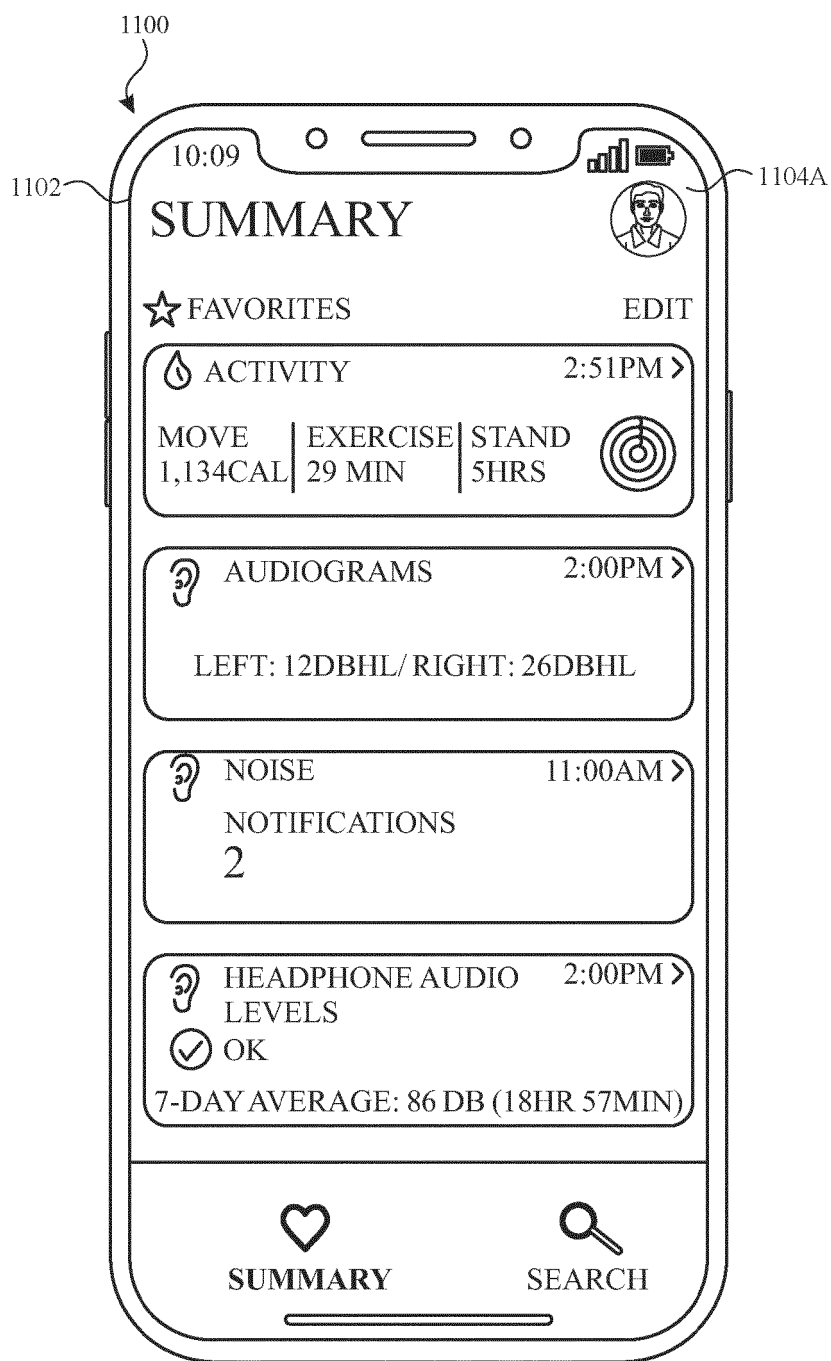 1100
10:09
1102
1104A
SUMMARY
FAVORITES EDIT
ACTIVITY 2:51PM >
MOVE EXERCISE STAND
1,134CAL 29 MIN 5HRS
AUDIOGRAMS 2:00PM >
LEFT: 12DBHL/ RIGHT: 26DBHL
NOISE 11:00AM >
NOTIFICATIONS
2
HEADPHONE AUDIO 2:00PM >
LEVELS
OK
7-DAY AVERAGE: 86 DB (18HR 57MIN)
SUMMARY SEARCH